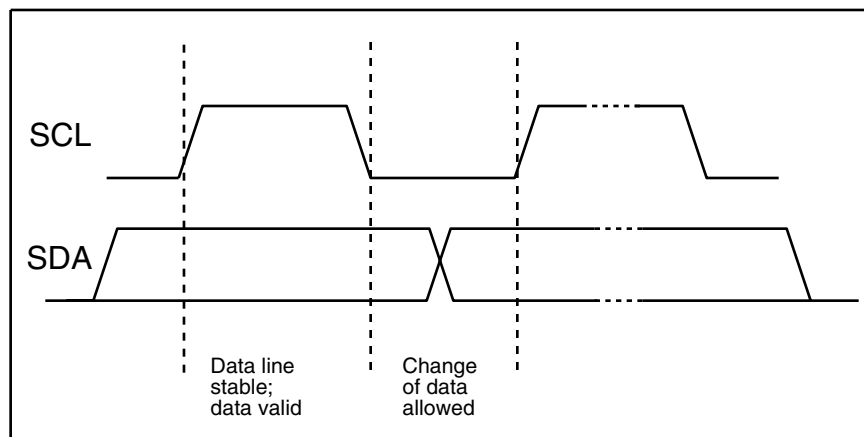 SCL
SDA
Data line
stable;
data valid
Change
of data
allowed